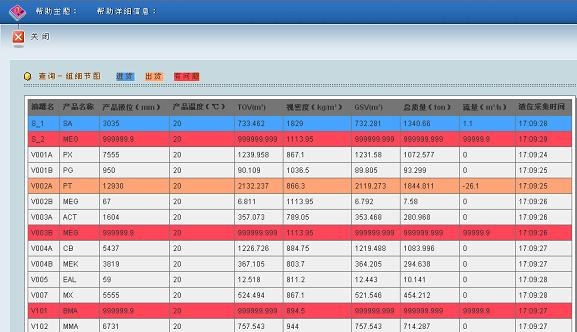 帮助主题： 帮助详细信息：
关 闭
查询－组细节图 进货 出货 有问题
油罐名 产品名称 产品液位（mm） 产品温度（℃） TOV(m³) 视密度（kg/m³） GSV(m³) 总质量（ton） 流量（m³/h） 液位采集时间
S_1 SA 3035 20 733.462 1829 732.281 1340.66 1.1 17:09:28
S_2 MEG 999999.9 20 999999.999 1113.95 999999.999 999999.999 99999.9 17:09:29
V001A PX 7555 20 1239.958 867.1 1231.58 1072.577 0 17:09:24
V001B PG 950 20 90.109 1036.5 89.805 93.299 0 17:09:25
V002A PT 12930 20 2132.237 866.3 2119.273 1844.811 -26.1 17:09:25
V002B MEG 67 20 6.811 1113.95 6.792 7.58 0 17:09:26
V003A ACT 1604 20 357.073 789.05 353.468 280.968 0 17:09:26
V003B MEG 999999.9 20 999999.999 1113.95 999999.999 999999.999 99999.9 17:09:26
V004A CB 5437 20 1226.726 884.75 1219.488 1083.996 0 17:09:26
V004B MEK 3819 20 367.105 803.7 364.205 294.638 0 17:09:27
V005 EAL 59 20 12.518 811.2 12.443 10.141 0 17:09:28
V007 MX 5555 20 524.494 867.1 521.546 454.212 0 17:09:28
V101 BMA 999999.9 20 999999.999 894.5 999999.999 999999.999 99999.9 17:09:27
V102 MMA 6731 20 757.543 944 757.543 714.287 0 17:09:27